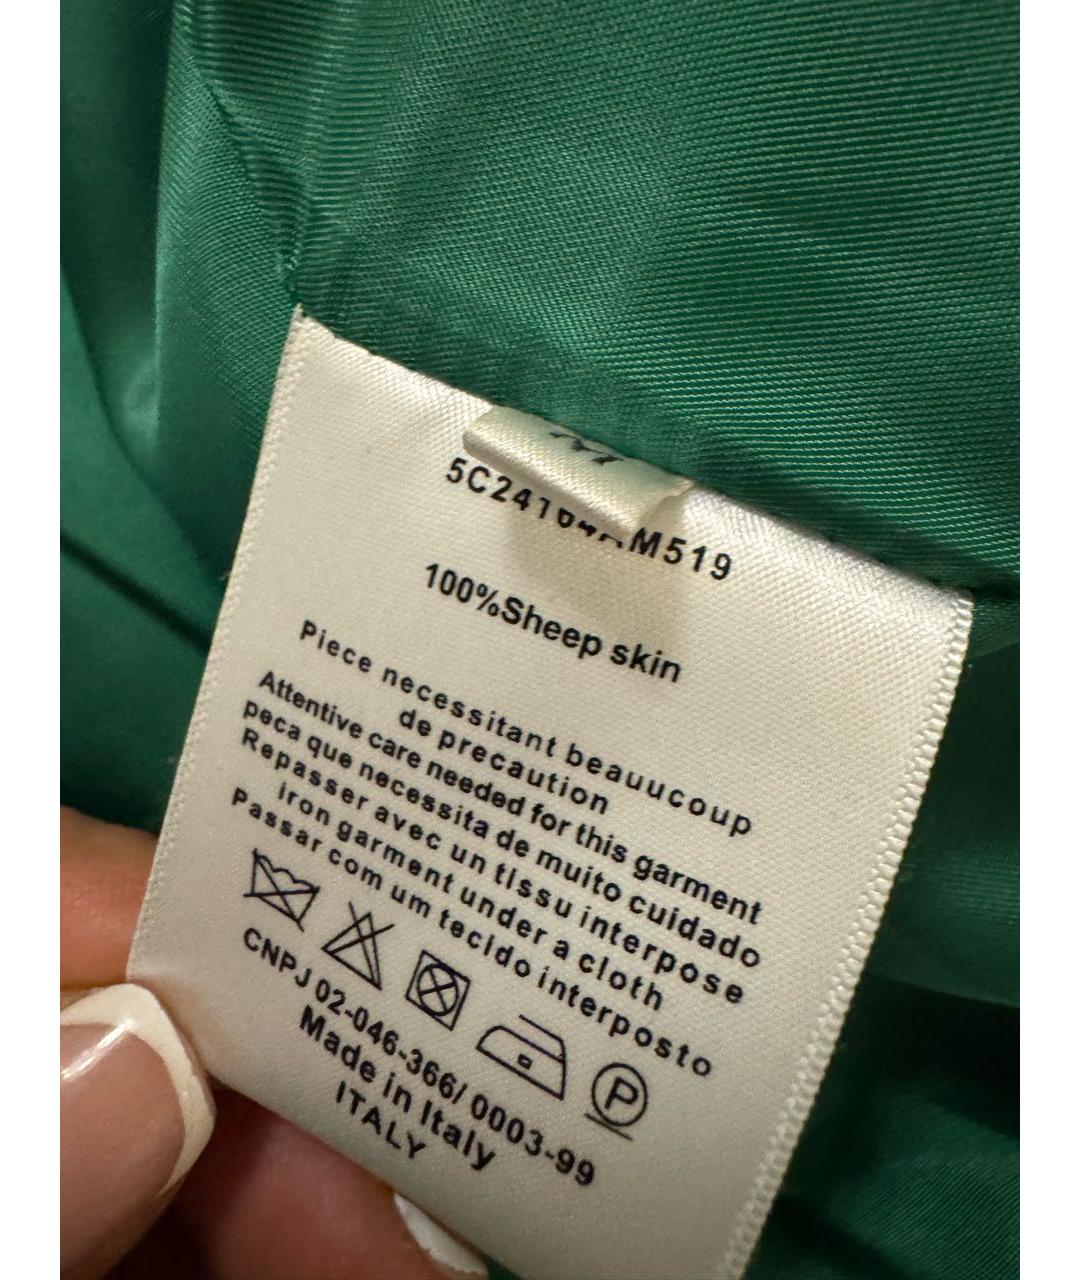 5C24164AM519
100%Sheep skin
Piece necessitant beauucoup
de precaution
Attentive care needed for this garment
peca que necessita de muito cuidado
Repasser avec un tissu interpose
iron garment under a cloth
Passar com um tecido interposto
P
CNPJ 02-046-366/ 0003-99
Made in Italy
ITALY